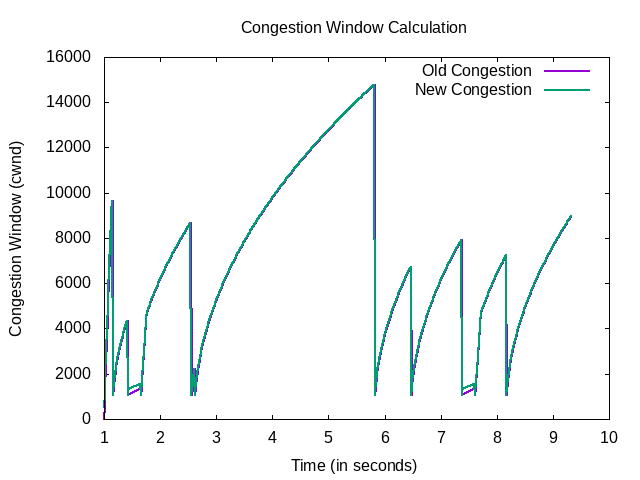 Congestion Window Calculation
Old Congestion
New Congestion
16000
14000
12000
10000
8000
6000
4000
2000
0
Congestion Window (cwnd)
1 2 3 4 5 6 7 8 9 10
Time (in seconds)